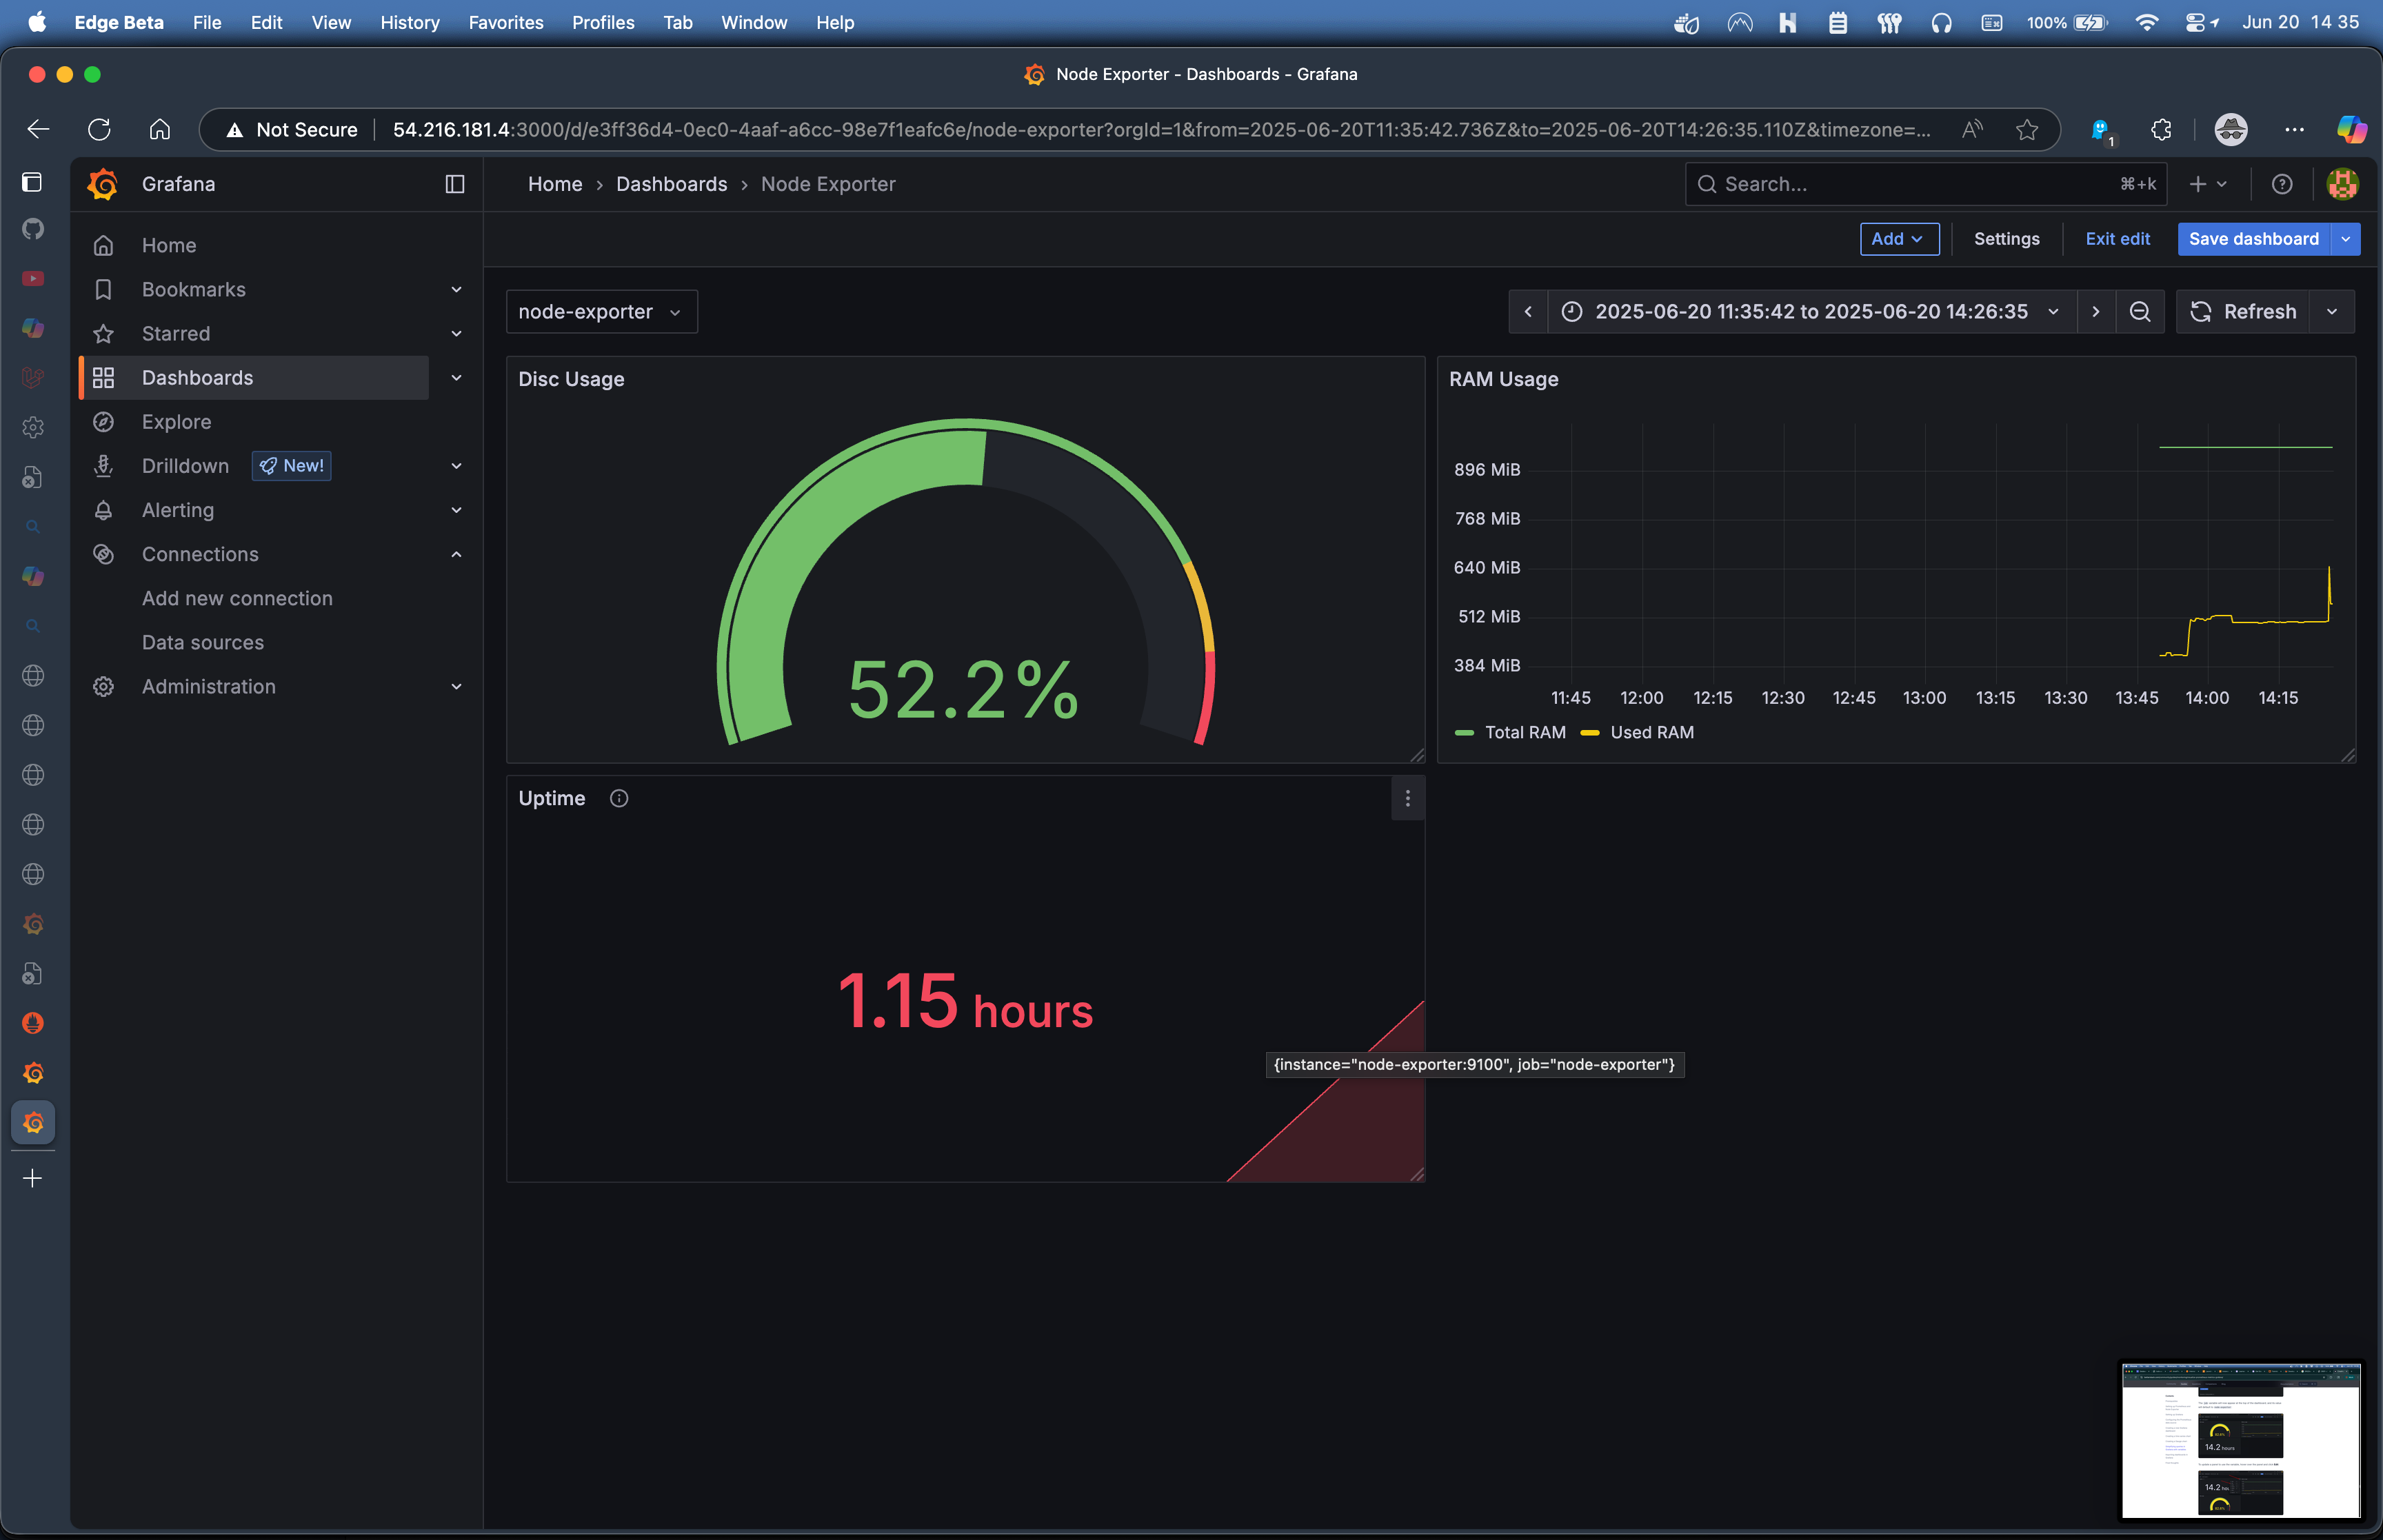 Edge Beta File Edit View History Favorites Profiles Tab Window Help 100% Jun 20 14 35
Node Exporter - Dashboards - Grafana
Not Secure 54.216.181.4:3000/d/e3ff36d4-0ec0-4aaf-a6cc-98e7f1eafc6e/node-exporter?orgId=1&from=2025-06-20T11:35:42.736Z&to=2025-06-20T14:26:35.110Z&timezone=... 1
Grafana
Home › Dashboards › Node Exporter
Search... ⌘+k
Add Settings Exit edit Save dashboard
Home
Bookmarks
Starred
Dashboards
Explore
Drilldown New!
Alerting
Connections
Add new connection
Data sources
Administration
node-exporter
2025-06-20 11:35:42 to 2025-06-20 14:26:35
Refresh
Disc Usage
52.2%
RAM Usage
896 MiB
768 MiB
640 MiB
512 MiB
384 MiB
11:45 12:00 12:15 12:30 12:45 13:00 13:15 13:30 13:45 14:00 14:15
Total RAM Used RAM
Uptime
1.15 hours
{instance="node-exporter:9100", job="node-exporter"}
14.2 hours